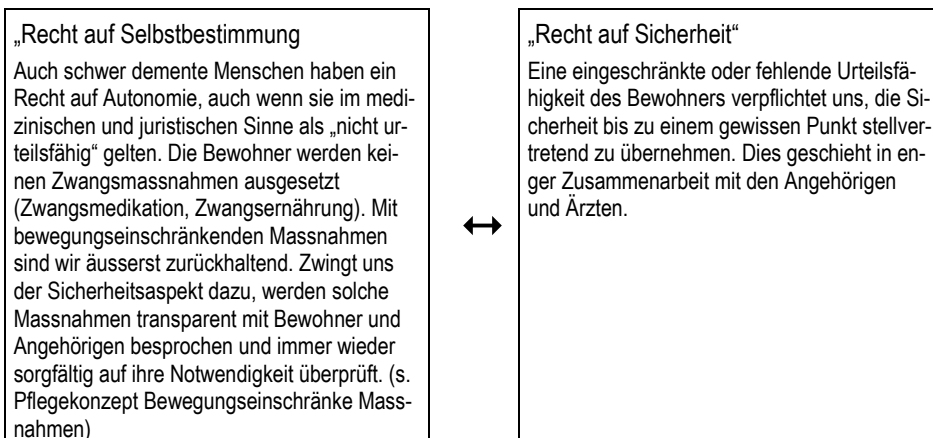 „Recht auf Selbstbestimmung
Auch schwer demente Menschen haben ein
Recht auf Autonomie, auch wenn sie im medi-
zinischen und juristischen Sinne als „nicht ur-
teilsfähig“ gelten. Die Bewohner werden kei-
nen Zwangsmassnahmen ausgesetzt
(Zwangsmedikation, Zwangsernährung). Mit
bewegungseinschränkenden Massnahmen
sind wir äusserst zurückhaltend. Zwingt uns
der Sicherheitsaspekt dazu, werden solche
Massnahmen transparent mit Bewohner und
Angehörigen besprochen und immer wieder
sorgfältig auf ihre Notwendigkeit überprüft. (s.
Pflegekonzept Bewegungseinschränke Mass-
nahmen)
„Recht auf Sicherheit“
Eine eingeschränkte oder fehlende Urteilsfä-
higkeit des Bewohners verpflichtet uns, die Si-
cherheit bis zu einem gewissen Punkt stellver-
tretend zu übernehmen. Dies geschieht in en-
ger Zusammenarbeit mit den Angehörigen
und Ärzten.